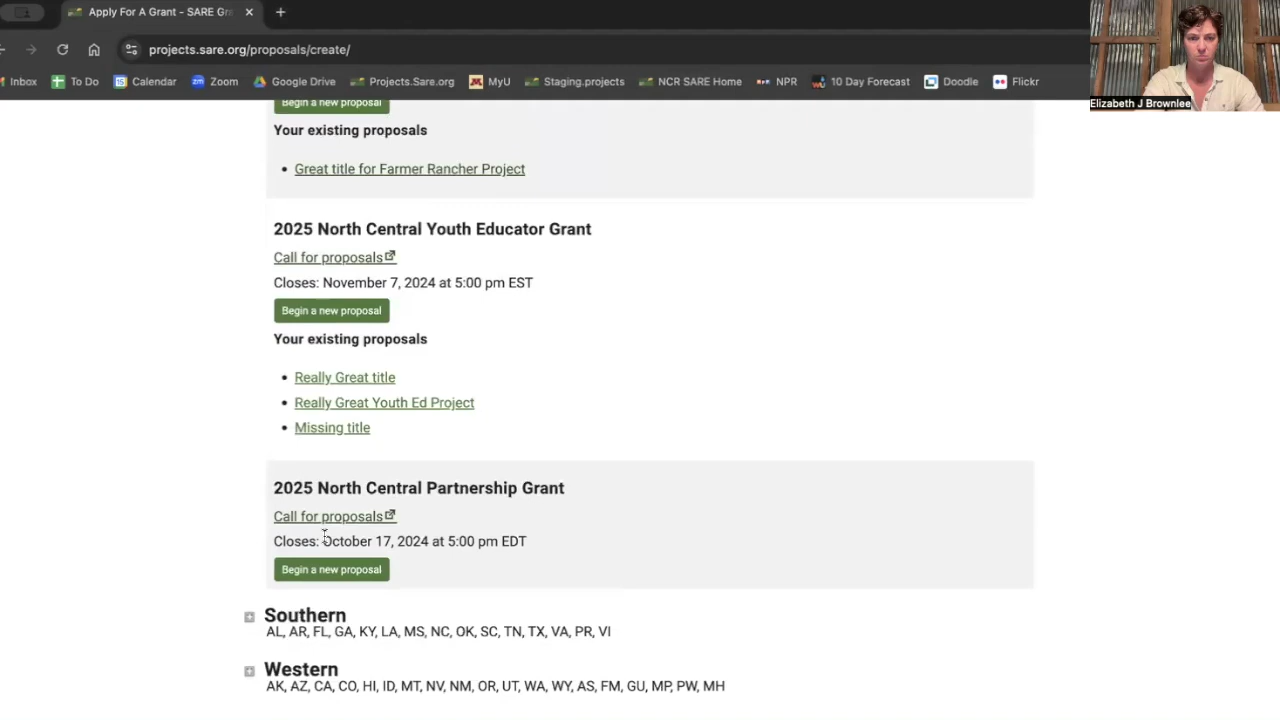 Apply For A Grant - SARE Gr
projects.sare.org/proposals/create/
Inbox To Do Calendar Zoom Google Drive Projects.Sare.org MyU Staging.projects NCR SARE Home NPR 10 Day Forecast Doodle Flickr
Elizabeth J Brownlee
Begin a new proposal
Your existing proposals
Great title for Farmer Rancher Project
2025 North Central Youth Educator Grant
Call for proposals
Closes: November 7, 2024 at 5:00 pm EST
Begin a new proposal
Your existing proposals
Really Great title
Really Great Youth Ed Project
Missing title
2025 North Central Partnership Grant
Call for proposals
Closes: October 17, 2024 at 5:00 pm EDT
Begin a new proposal
Southern
AL, AR, FL, GA, KY, LA, MS, NC, OK, SC, TN, TX, VA, PR, VI
Western
AK, AZ, CA, CO, HI, ID, MT, NV, NM, OR, UT, WA, WY, AS, FM, GU, MP, PW, MH